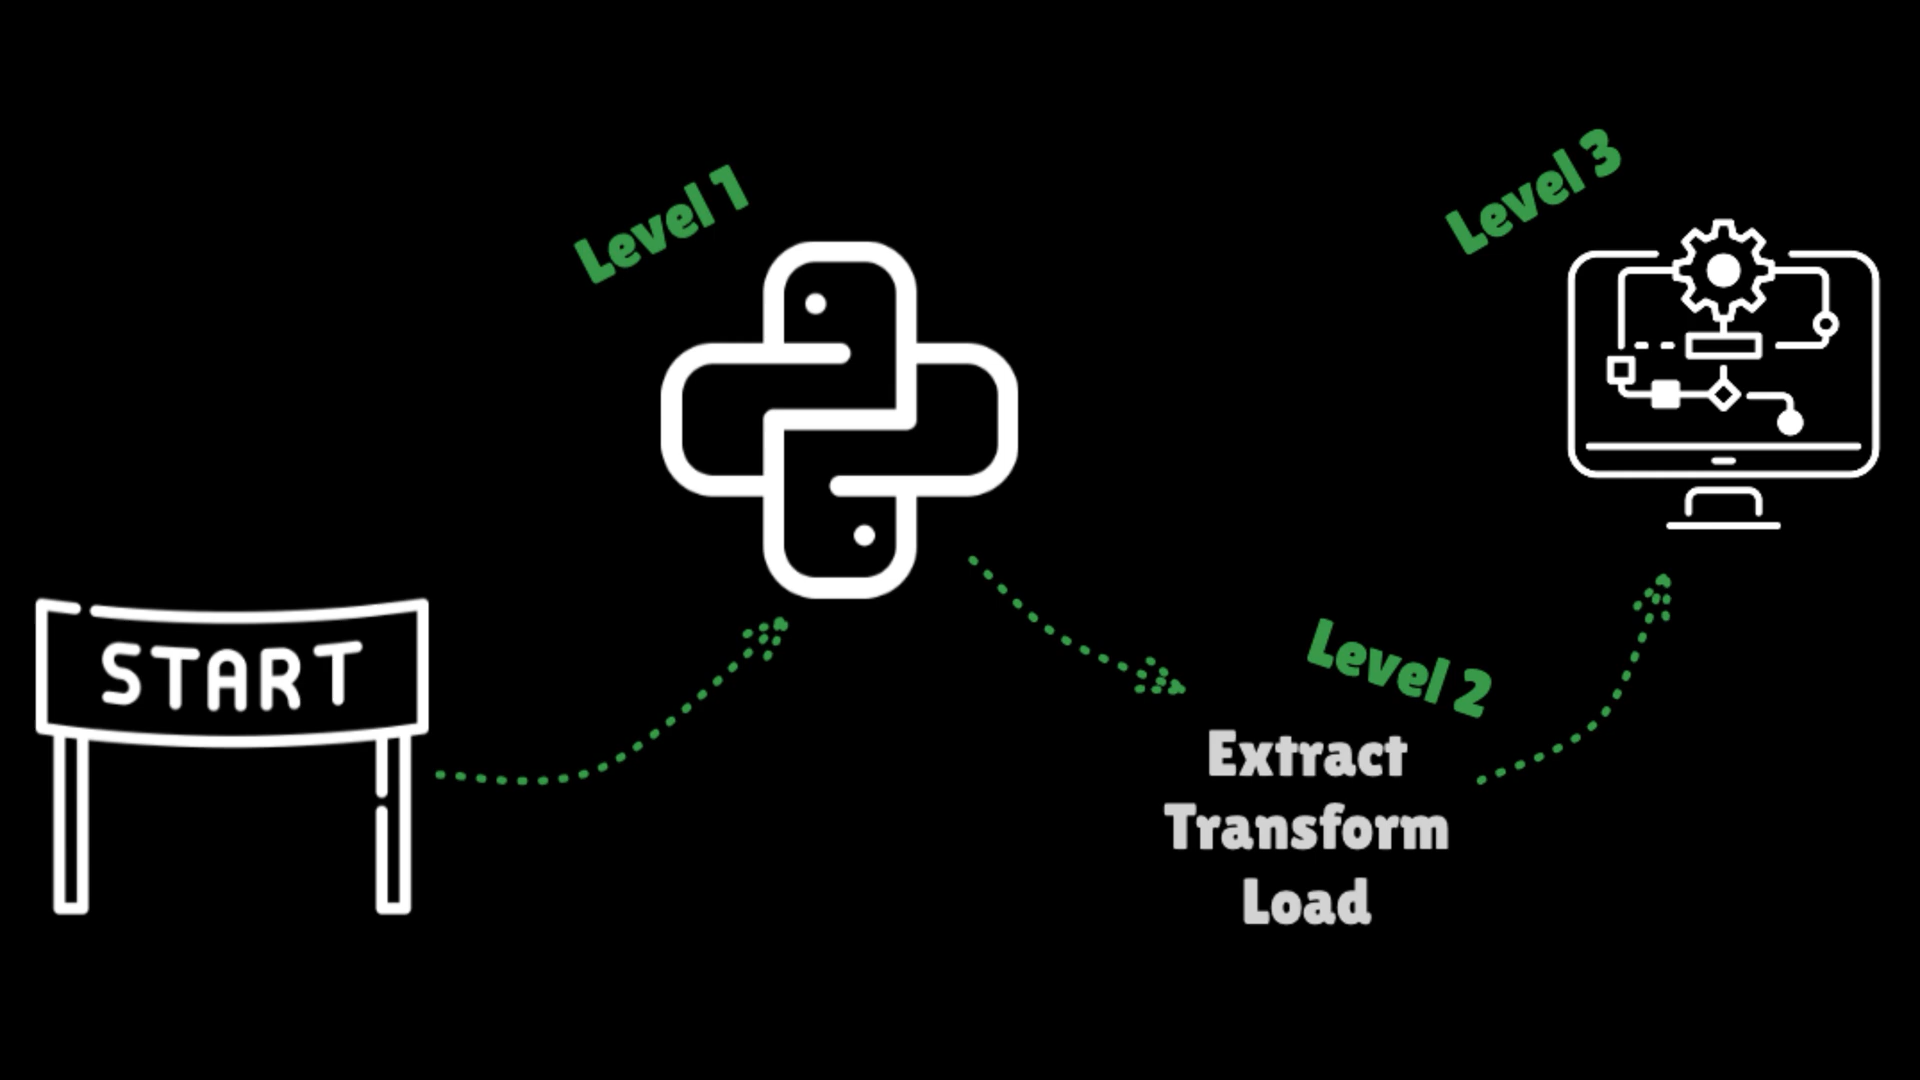 START
Level 1
Level 2
Extract
Transform
Load
Level 3